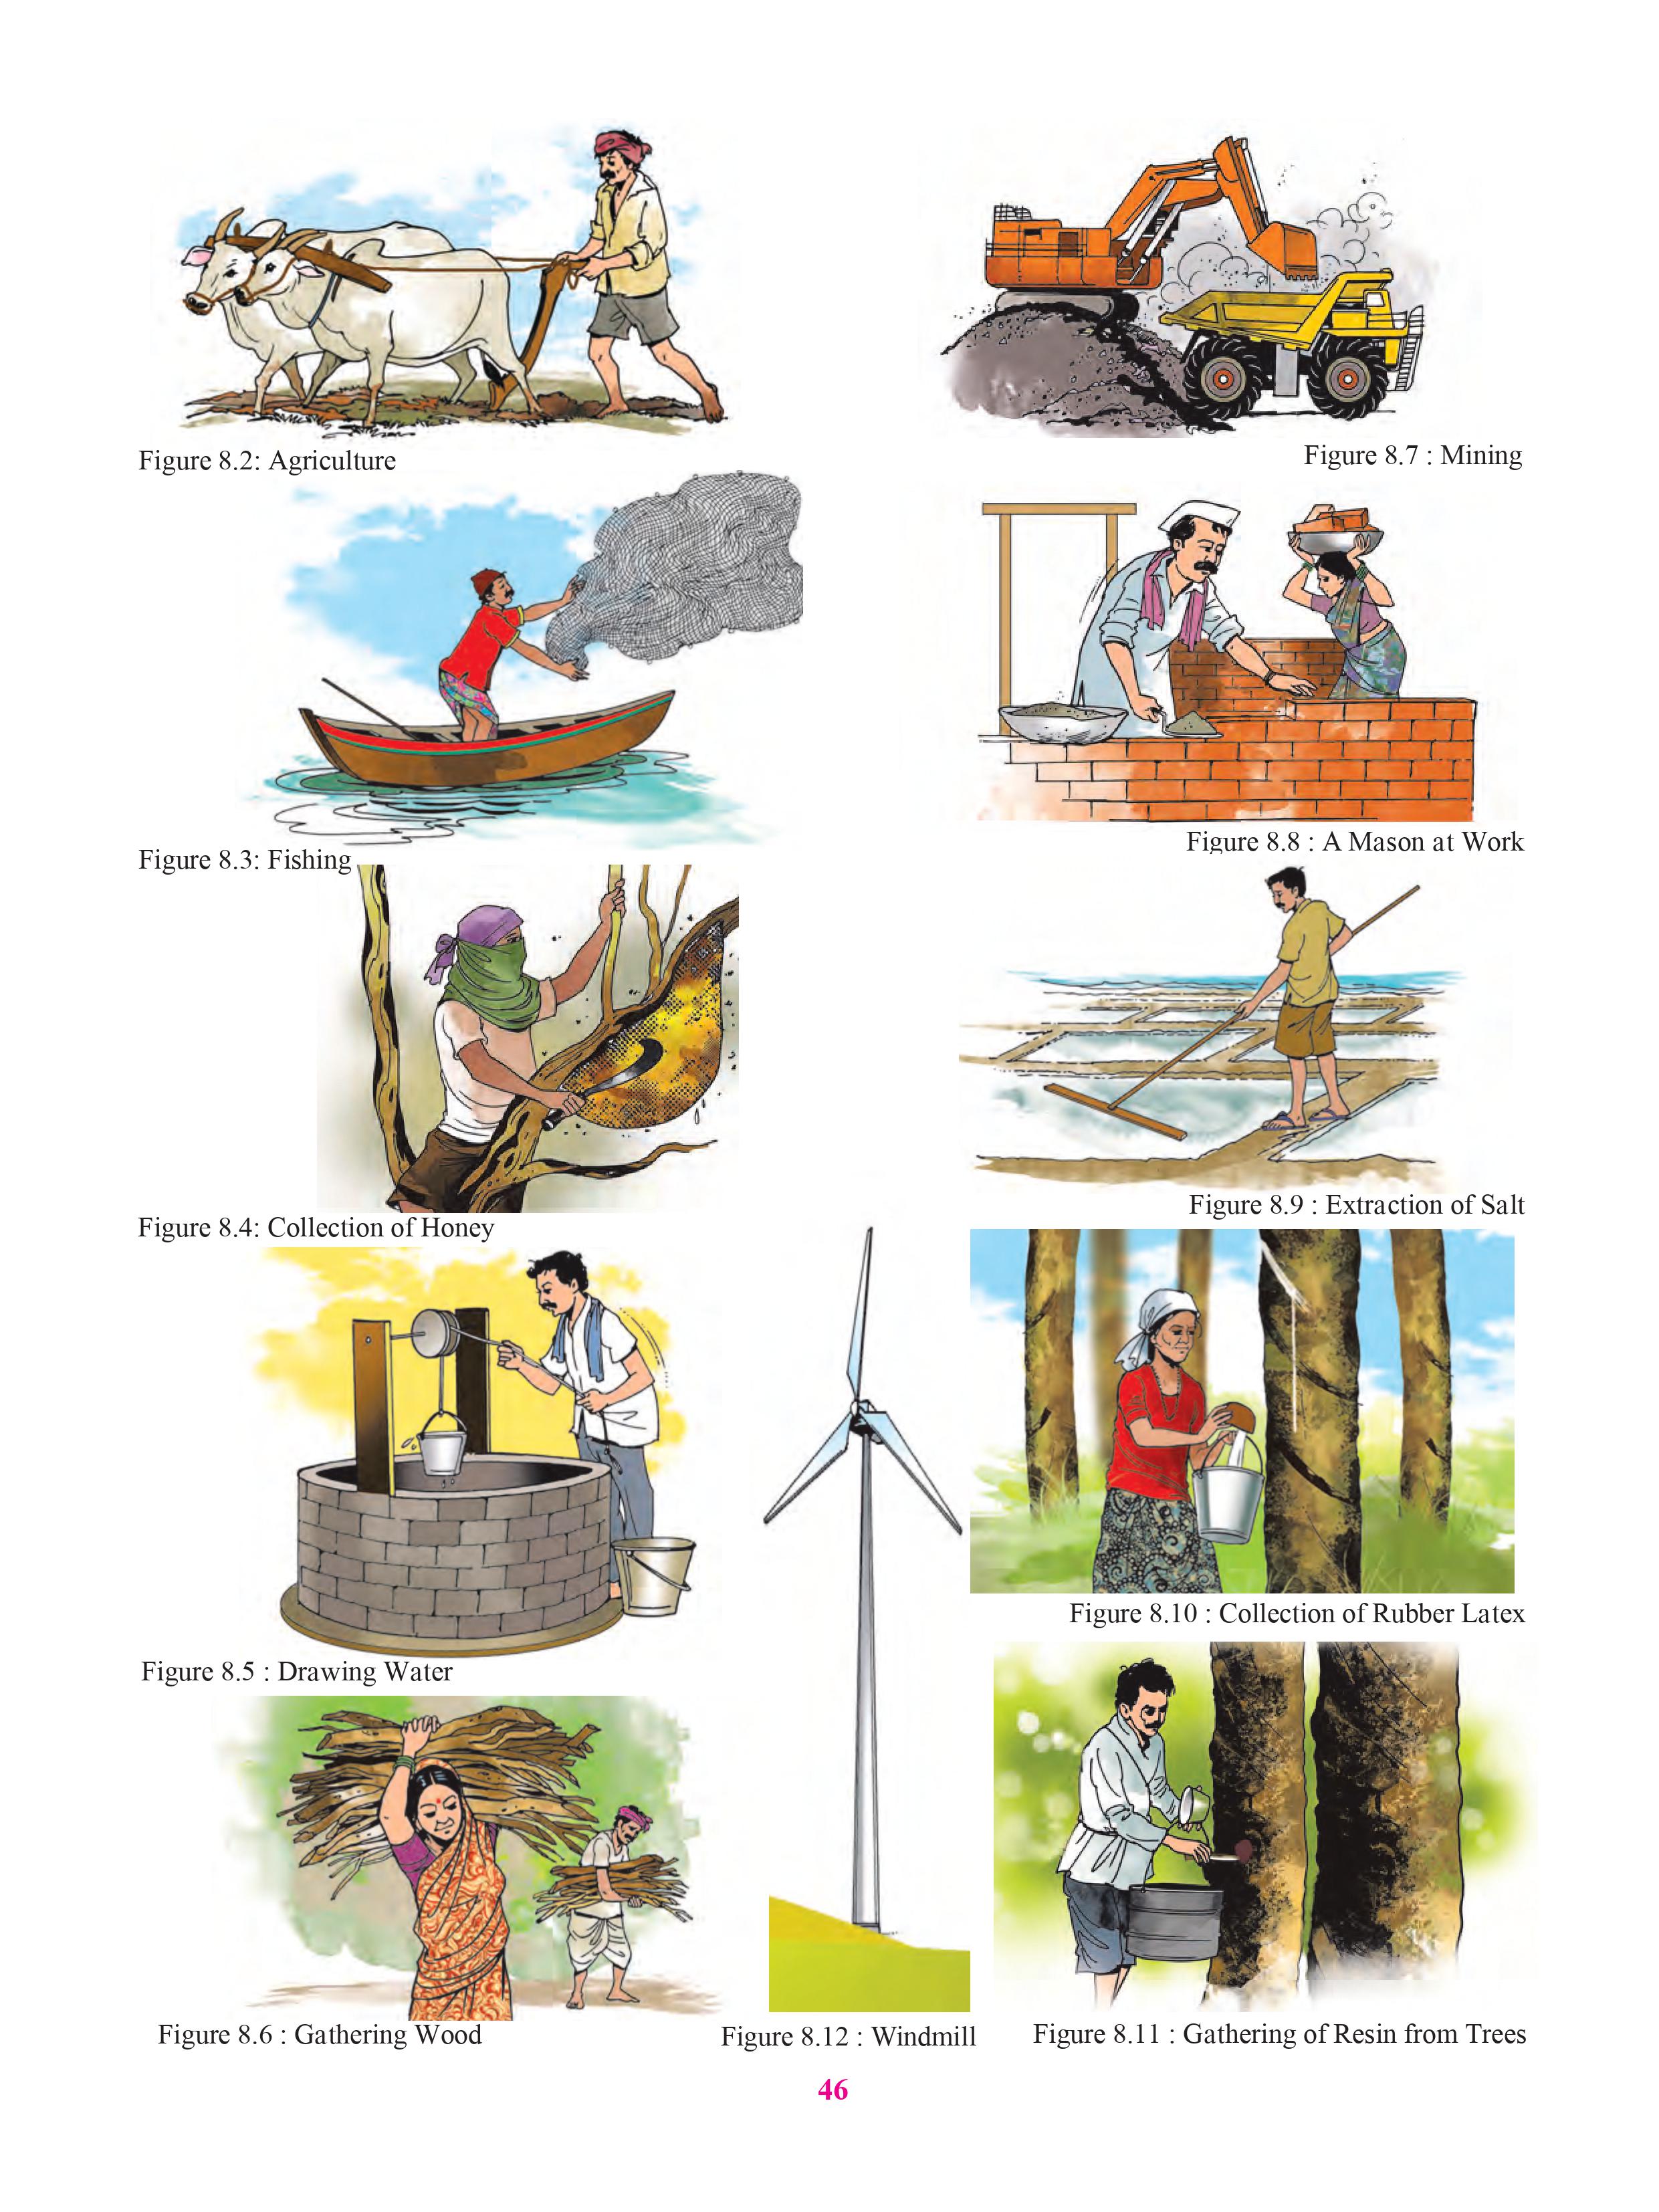 Figure 8.2: Agriculture
Figure 8.7 : Mining
Figure 8.3: Fishing
Figure 8.8 : A Mason at Work
Figure 8.4: Collection of Honey
Figure 8.9 : Extraction of Salt
Figure 8.5 : Drawing Water
Figure 8.10 : Collection of Rubber Latex
Figure 8.6 : Gathering Wood
Figure 8.12 : Windmill
Figure 8.11 : Gathering of Resin from Trees
46